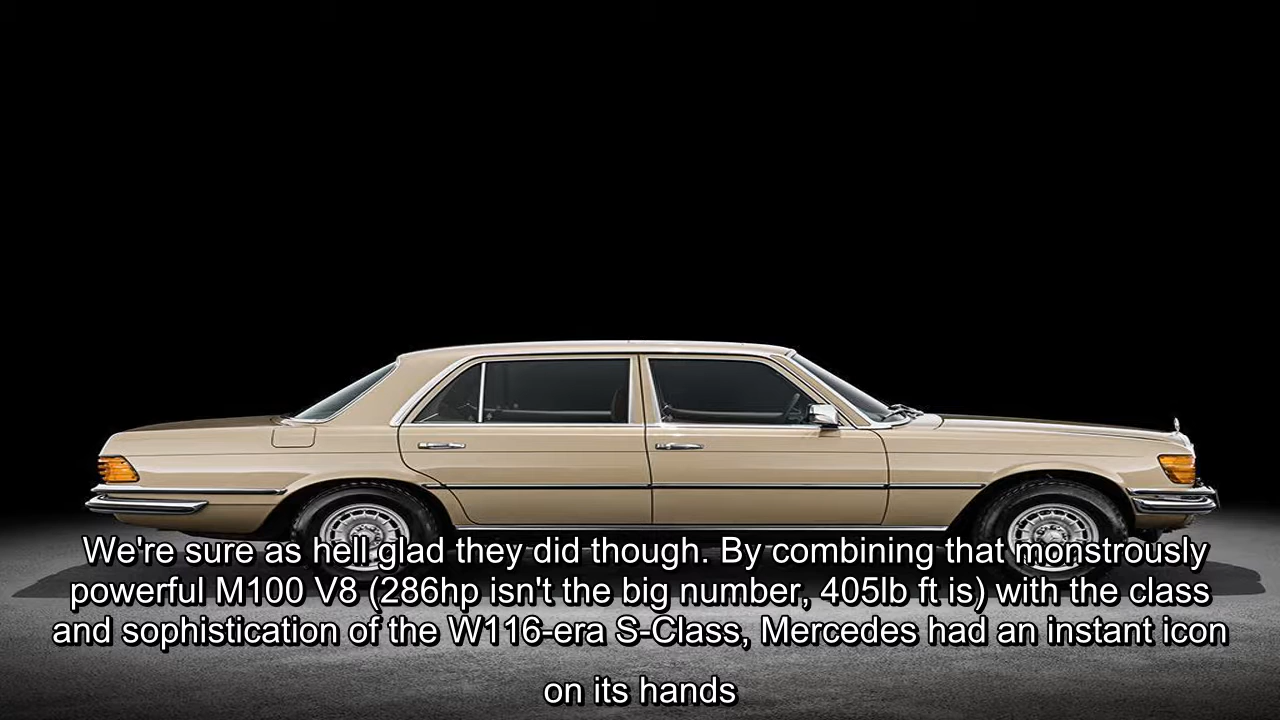 We're sure as hell glad they did though. By combining that monstrously
powerful M100 V8 (286hp isn't the big number, 405lb ft is) with the class
and sophistication of the W116-era S-Class, Mercedes had an instant icon
on its hands